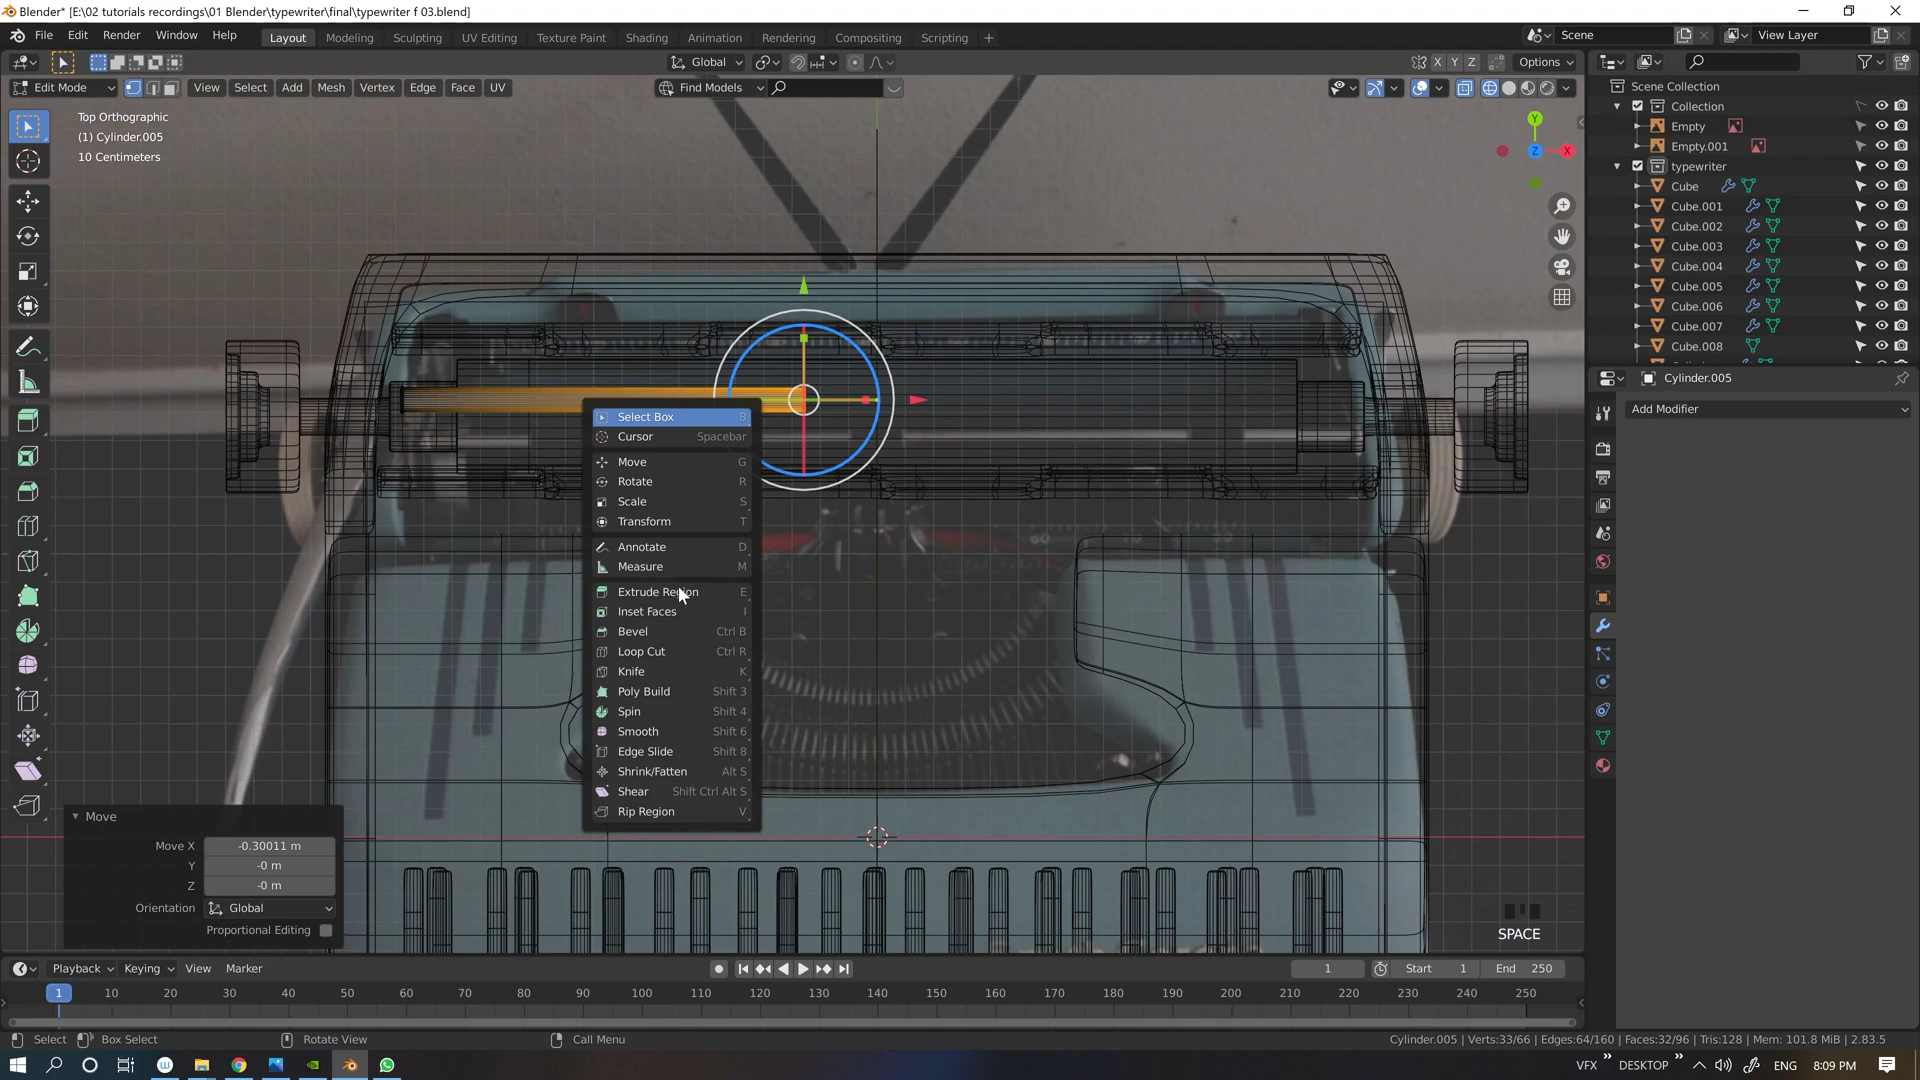 Blender* [E:\02 tutorials recordings\01 Blender\typewriter\final\typewriter f 03.blend]
File Edit Render Window Help Layout Modeling Sculpting UV Editing Texture Paint Shading Animation Rendering Compositing Scripting + Scene View Layer
Global X Y Z Options
Edit Mode View Select Add Mesh Vertex Edge Face UV Find Models
Top Orthographic
(1) Cylinder.005
10 Centimeters
Y
Z X
Scene Collection
Collection
Empty
Empty.001
typewriter
Cube
Cube.001
Cube.002
Cube.003
Cube.004
Cube.005
Cube.006
Cube.007
Cube.008
Cylinder.005
Add Modifier
Select Box B
Cursor Spacebar
Move G
Rotate R
Scale S
Transform T
Annotate D
Measure M
Extrude Region E
Inset Faces I
Bevel Ctrl B
Loop Cut Ctrl R
Knife K
Poly Build Shift 3
Spin Shift 4
Smooth Shift 6
Edge Slide Shift 8
Shrink/Fatten Alt S
Shear Shift Ctrl Alt S
Rip Region V
Move
Move X -0.30011 m
Y -0 m
Z -0 m
Orientation Global
Proportional Editing
SPACE
Playback Keying View Marker 1 Start 1 End 250
1 10 20 30 40 50 60 70 80 90 100 110 120 130 140 150 160 170 180 190 200 210 220 230 240 250
Select Box Select Rotate View Call Menu Cylinder.005 | Verts:33/66 | Edges:64/160 | Faces:32/96 | Tris:128 | Mem: 101.8 MiB | 2.83.5
VFX DESKTOP ENG 8:09 PM